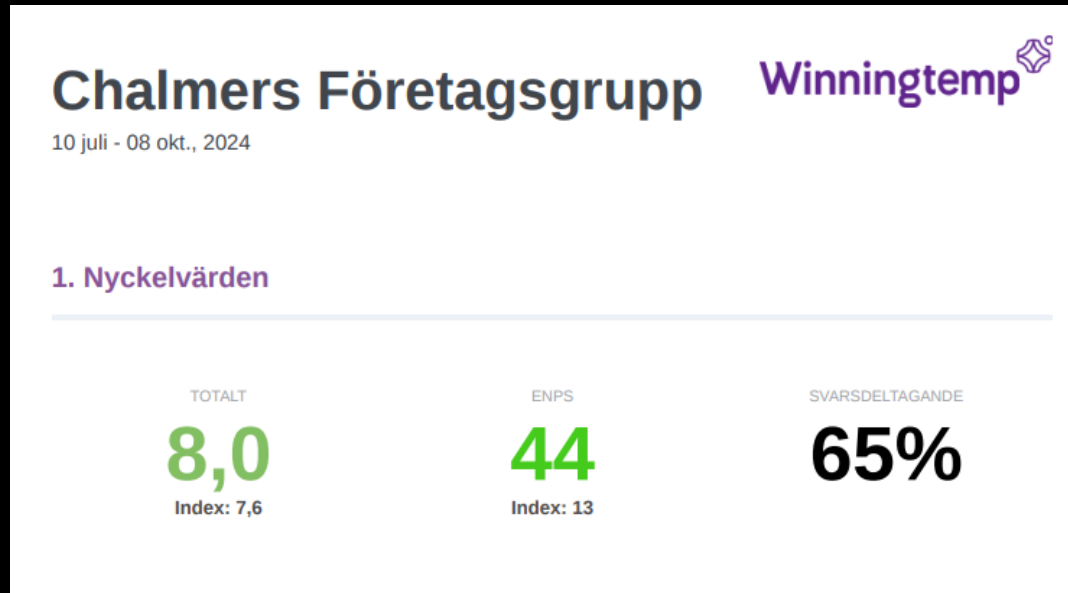 Chalmers Företagsgrupp
Winningtemp
10 juli - 08 okt., 2024
1. Nyckelvärden
TOTALT
8,0
Index: 7,6
ENPS
44
Index: 13
SVARSDELTAGANDE
65%